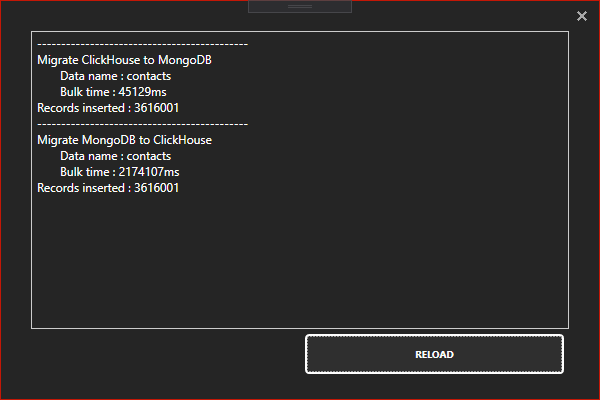 -------------------------------------------
Migrate ClickHouse to MongoDB
Data name : contacts
Bulk time : 45129ms
Records inserted : 3616001
-------------------------------------------
Migrate MongoDB to ClickHouse
Data name : contacts
Bulk time : 2174107ms
Records inserted : 3616001
RELOAD